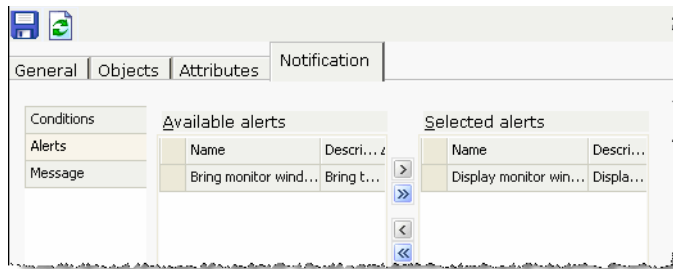 General Objects Attributes Notification
Conditions
Alerts
Message
Available alerts
Name Descri...
Bring monitor wind... Bring t...
Selected alerts
Name Descri...
Display monitor win... Displa...